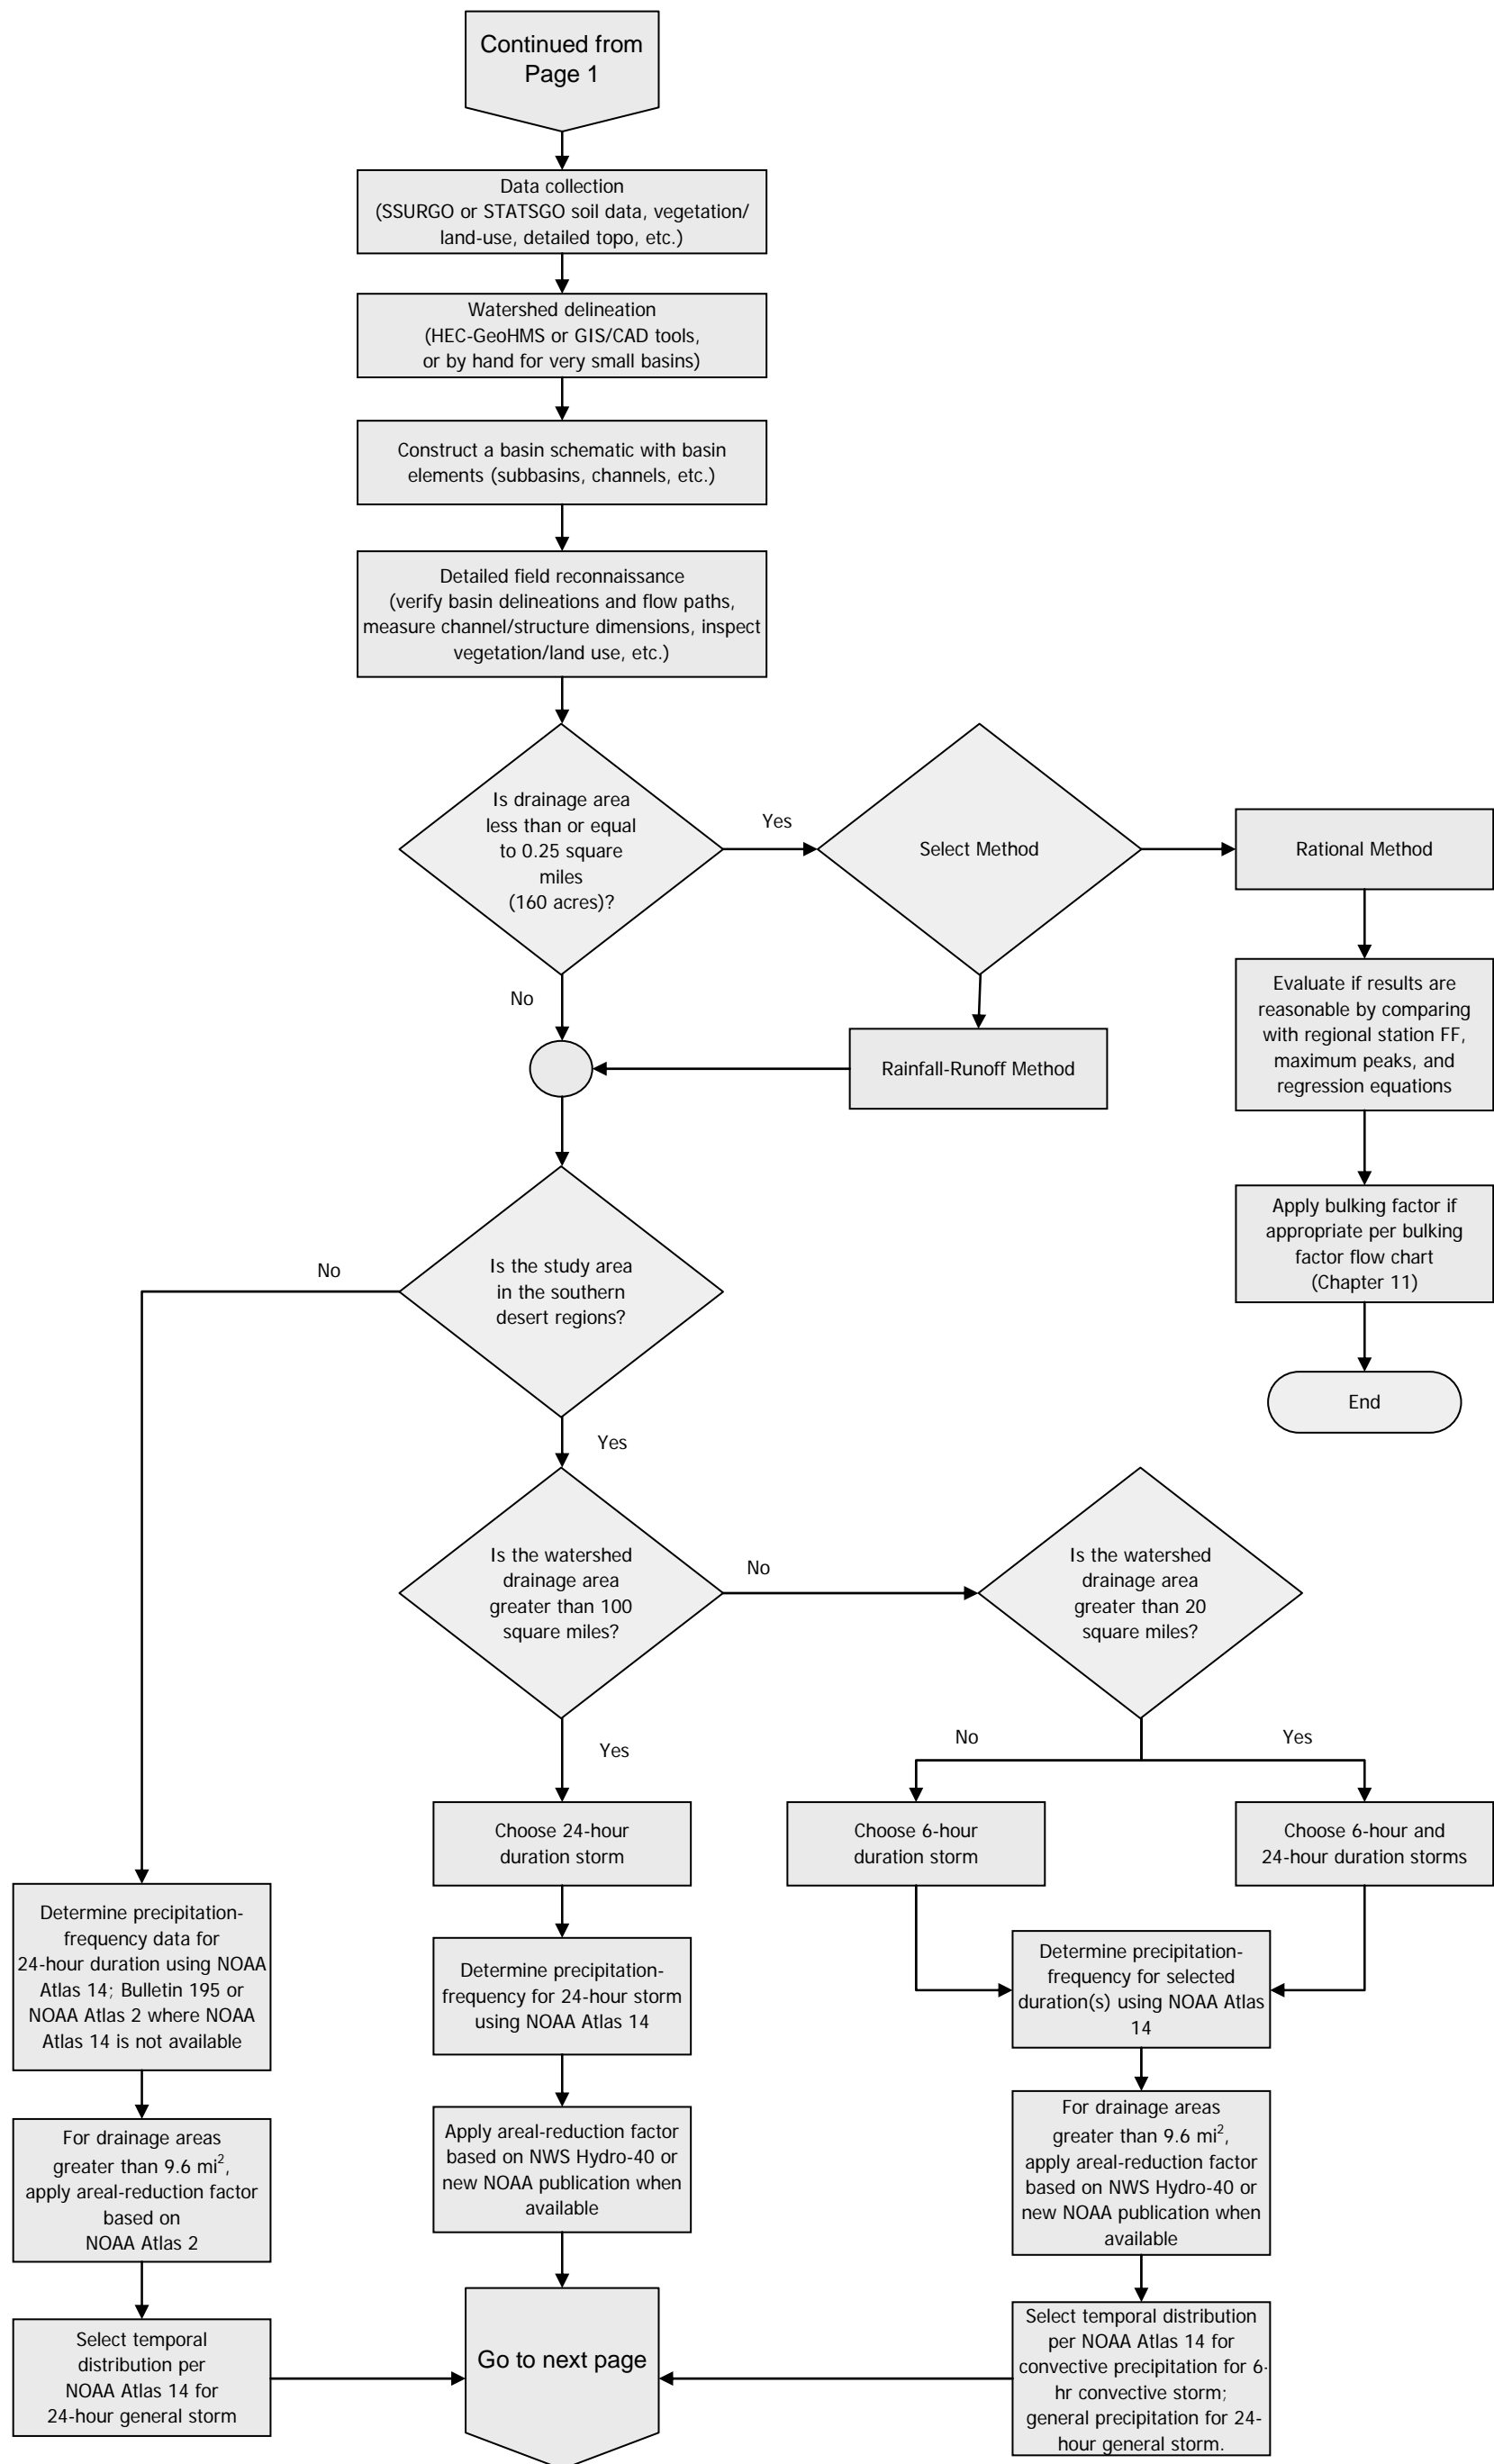 Continued from
Page 1
Data collection
(SSURGO or STATSGO soil data, vegetation/
land-use, detailed topo, etc.)
Watershed delineation
(HEC-GeoHMS or GIS/CAD tools,
or by hand for very small basins)
Construct a basin schematic with basin
elements (subbasins, channels, etc.)
Detailed field reconnaissance
(verify basin delineations and flow paths,
measure channel/structure dimensions, inspect
vegetation/land use, etc.)
Is drainage area
less than or equal
to 0.25 square
miles
(160 acres)?
Yes
Select Method
Rational Method
No
Rainfall-Runoff Method
Evaluate if results are
reasonable by comparing
with regional station FF,
maximum peaks, and
regression equations
Apply bulking factor if
appropriate per bulking
factor flow chart
(Chapter 11)
End
Is the study area
in the southern
desert regions?
No
Yes
Is the watershed
drainage area
greater than 100
square miles?
No
Is the watershed
drainage area
greater than 20
square miles?
Yes
No
Yes
Choose 24-hour
duration storm
Choose 6-hour
duration storm
Choose 6-hour and
24-hour duration storms
Determine precipitation-
frequency data for
24-hour duration using NOAA
Atlas 14; Bulletin 195 or
NOAA Atlas 2 where NOAA
Atlas 14 is not available
Determine precipitation-
frequency for 24-hour storm
using NOAA Atlas 14
Determine precipitation-
frequency for selected
duration(s) using NOAA Atlas
14
For drainage areas
greater than 9.6 mi²,
apply areal-reduction factor
based on
NOAA Atlas 2
Apply areal-reduction factor
based on NWS Hydro-40 or
new NOAA publication when
available
For drainage areas
greater than 9.6 mi²,
apply areal-reduction factor
based on NWS Hydro-40 or
new NOAA publication when
available
Select temporal
distribution per
NOAA Atlas 14 for
24-hour general storm
Go to next page
Select temporal distribution
per NOAA Atlas 14 for
convective precipitation for 6-
hr convective storm;
general precipitation for 24-
hour general storm.